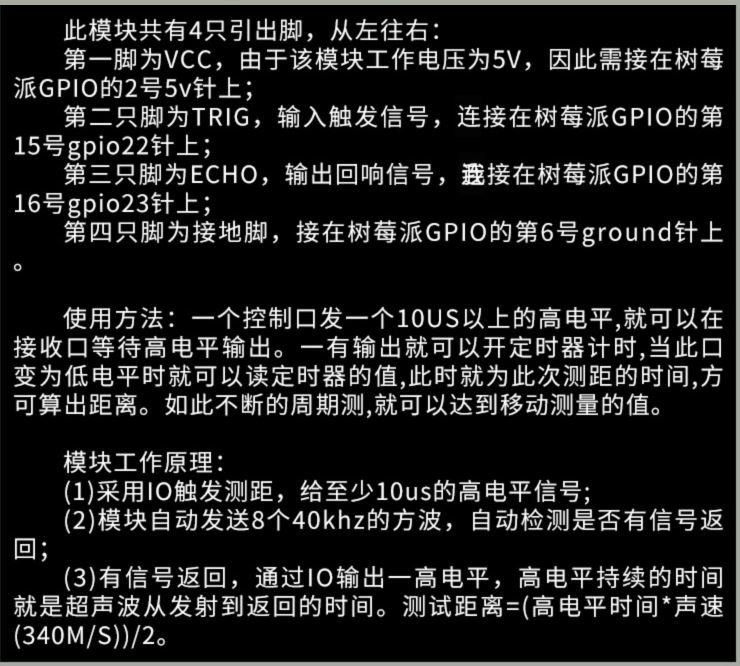 此模块共有4只引出脚，从左往右：
第一脚为VCC，由于该模块工作电压为5V，因此需接在树莓
派GPIO的2号5v针上；
第二只脚为TRIG，输入触发信号，连接在树莓派GPIO的第
15号gpio22针上；
第三只脚为ECHO，输出回响信号，接在树莓派GPIO的第
16号gpio23针上；
第四只脚为接地脚，接在树莓派GPIO的第6号ground针上
。
使用方法：一个控制口发一个10US以上的高电平,就可以在
接收口等待高电平输出。一有输出就可以开定时器计时,当此口
变为低电平时就可以读定时器的值,此时就为此次测距的时间,方
可算出距离。如此不断的周期测,就可以达到移动测量的值。
模块工作原理：
(1)采用IO触发测距，给至少10us的高电平信号;
(2)模块自动发送8个40khz的方波，自动检测是否有信号返
回；
(3)有信号返回，通过IO输出一高电平，高电平持续的时间
就是超声波从发射到返回的时间。测试距离=(高电平时间*声速
(340M/S))/2。